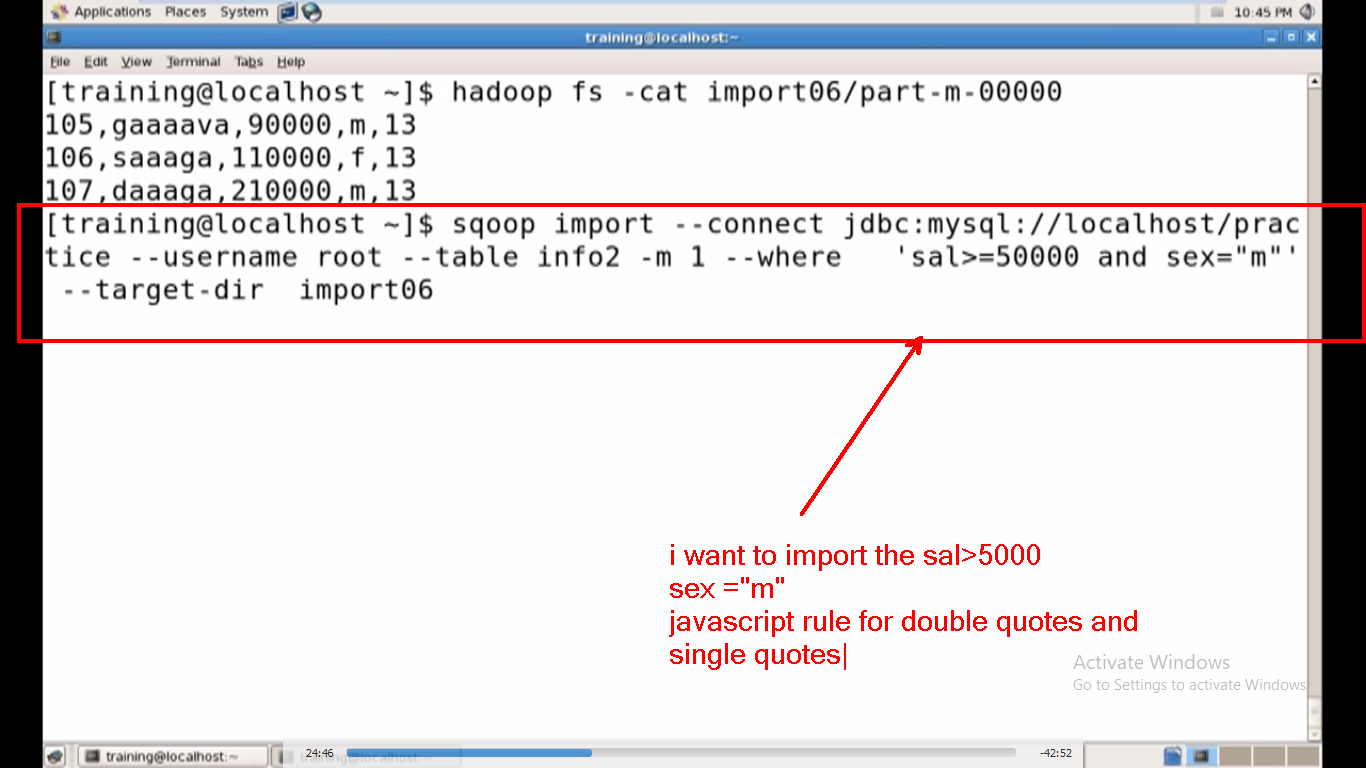 Applications Places System 10:45 PM
training@localhost:~
File Edit View Terminal Tabs Help
[training@localhost ~]$ hadoop fs -cat import06/part-m-00000
105,gaaaava,90000,m,13
106,saaaga,110000,f,13
107,daaaga,210000,m,13
[training@localhost ~]$ sqoop import --connect jdbc:mysql://localhost/prac
tice --username root --table info2 -m 1 --where   'sal>=50000 and sex="m"'
 --target-dir  import06
i want to import the sal>5000
sex ="m"
javascript rule for double quotes and
single quotes|
Activate Windows
Go to Settings to activate Windows
training@localhost:~ training@localhost:~
24:46 -42:52